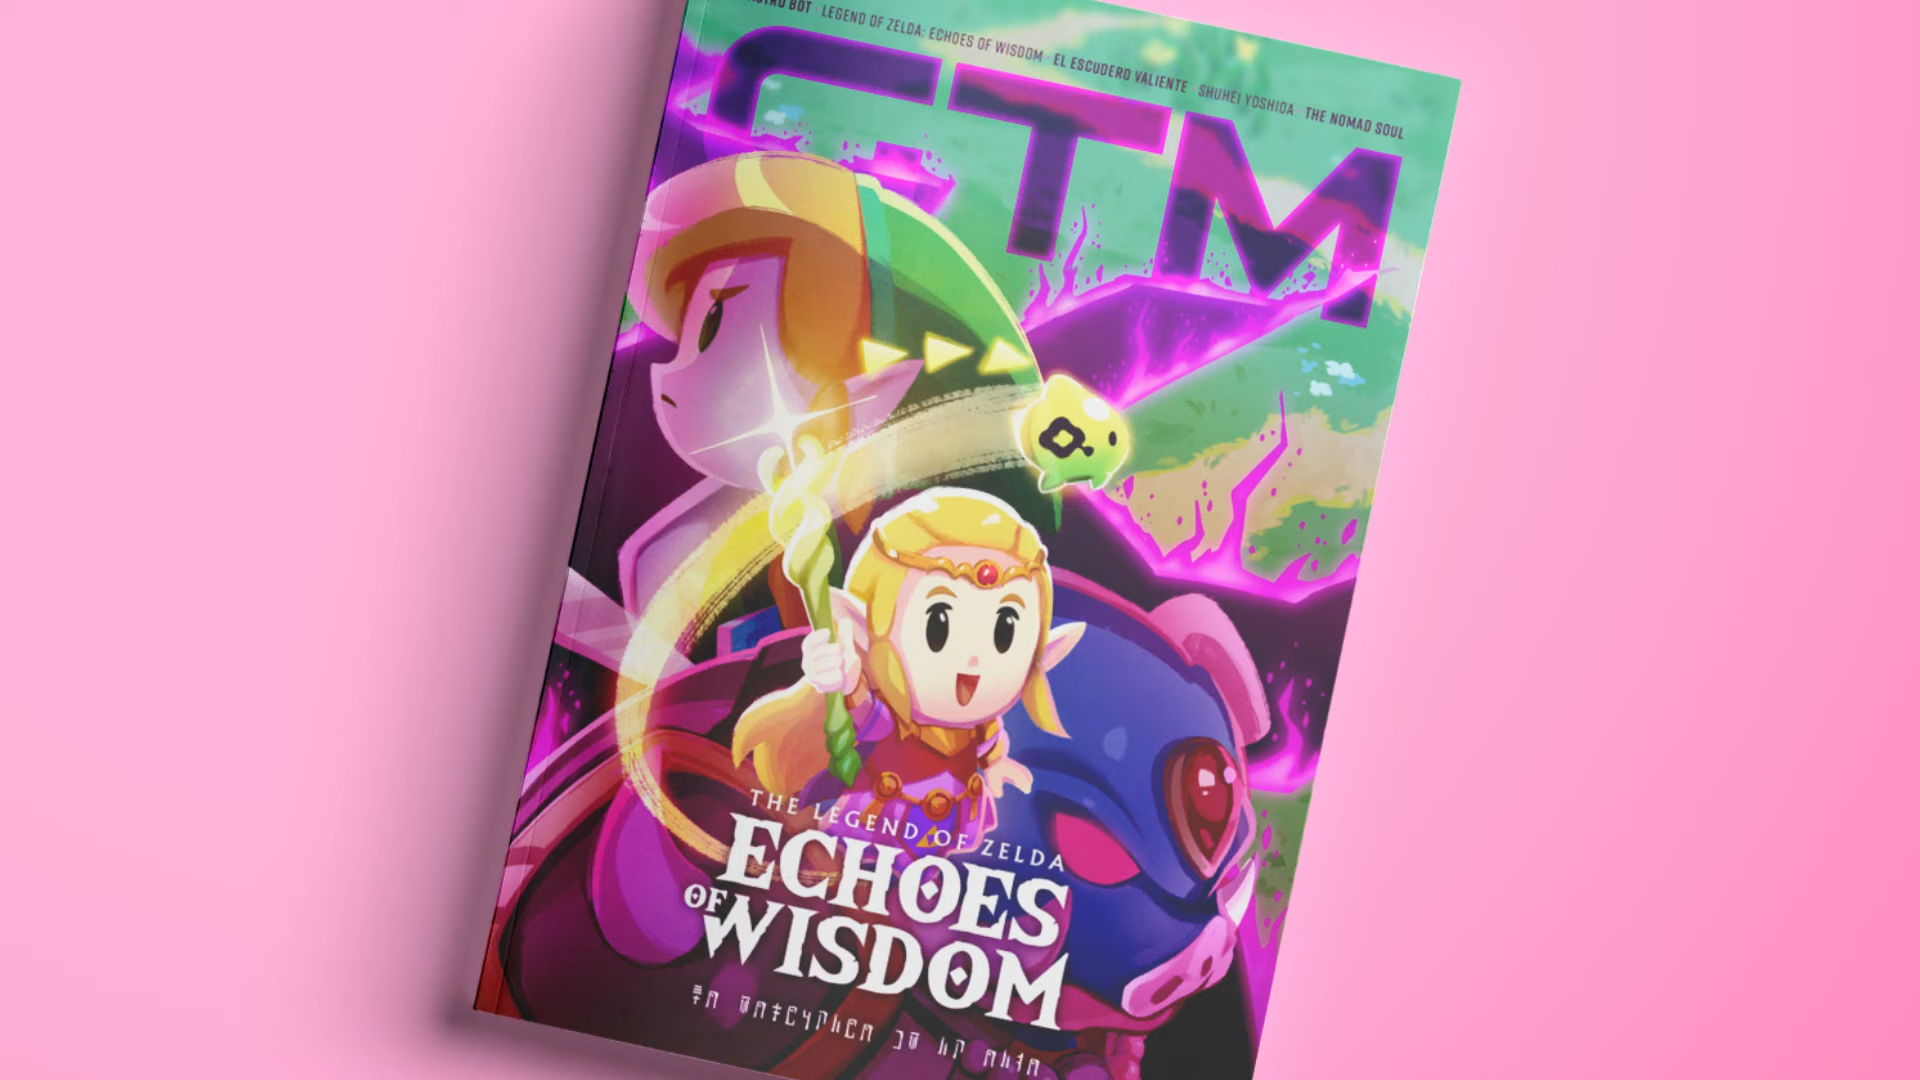 BOT · LEGEND OF ZELDA: ECHOES OF WISDOM · EL ESCUDERO VALIENTE · SHUHEI YOSHIDA · THE NOMAD SOUL
GTM
THE LEGEND OF ZELDA
ECHOES
OF WISDOM